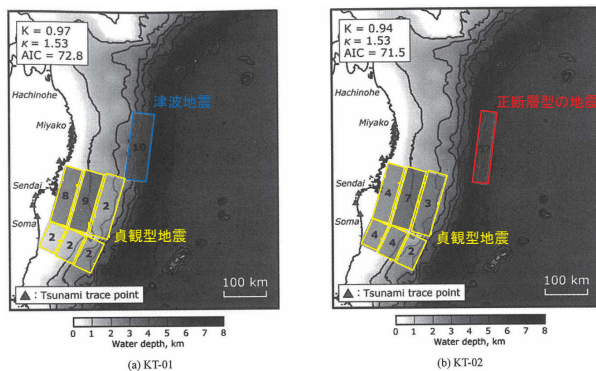 K = 0.97
κ = 1.53
AIC = 72.8
Hachinohe
Miyako
Sendai
Soma
津波地震
10
8
9
2
2
2
2
貞観型地震
100 km
▲ : Tsunami trace point
0 1 2 3 4 5 6 7 8
Water depth, km
(a) KT-01
K = 0.94
κ = 1.53
AIC = 71.5
Hachinohe
Miyako
Sendai
Soma
正断層型の地震
4
7
3
4
4
2
貞観型地震
100 km
▲ : Tsunami trace point
0 1 2 3 4 5 6 7 8
Water depth, km
(b) KT-02